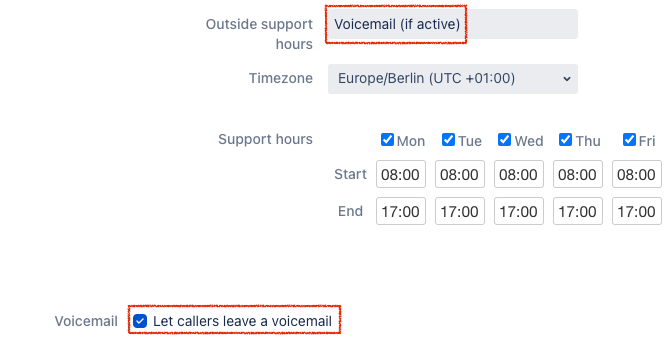 Outside support hours
Voicemail (if active)
Timezone
Europe/Berlin (UTC +01:00)
Support hours
Mon Tue Wed Thu Fri
Start 08:00 08:00 08:00 08:00 08:00
End 17:00 17:00 17:00 17:00 17:00
Voicemail
Let callers leave a voicemail